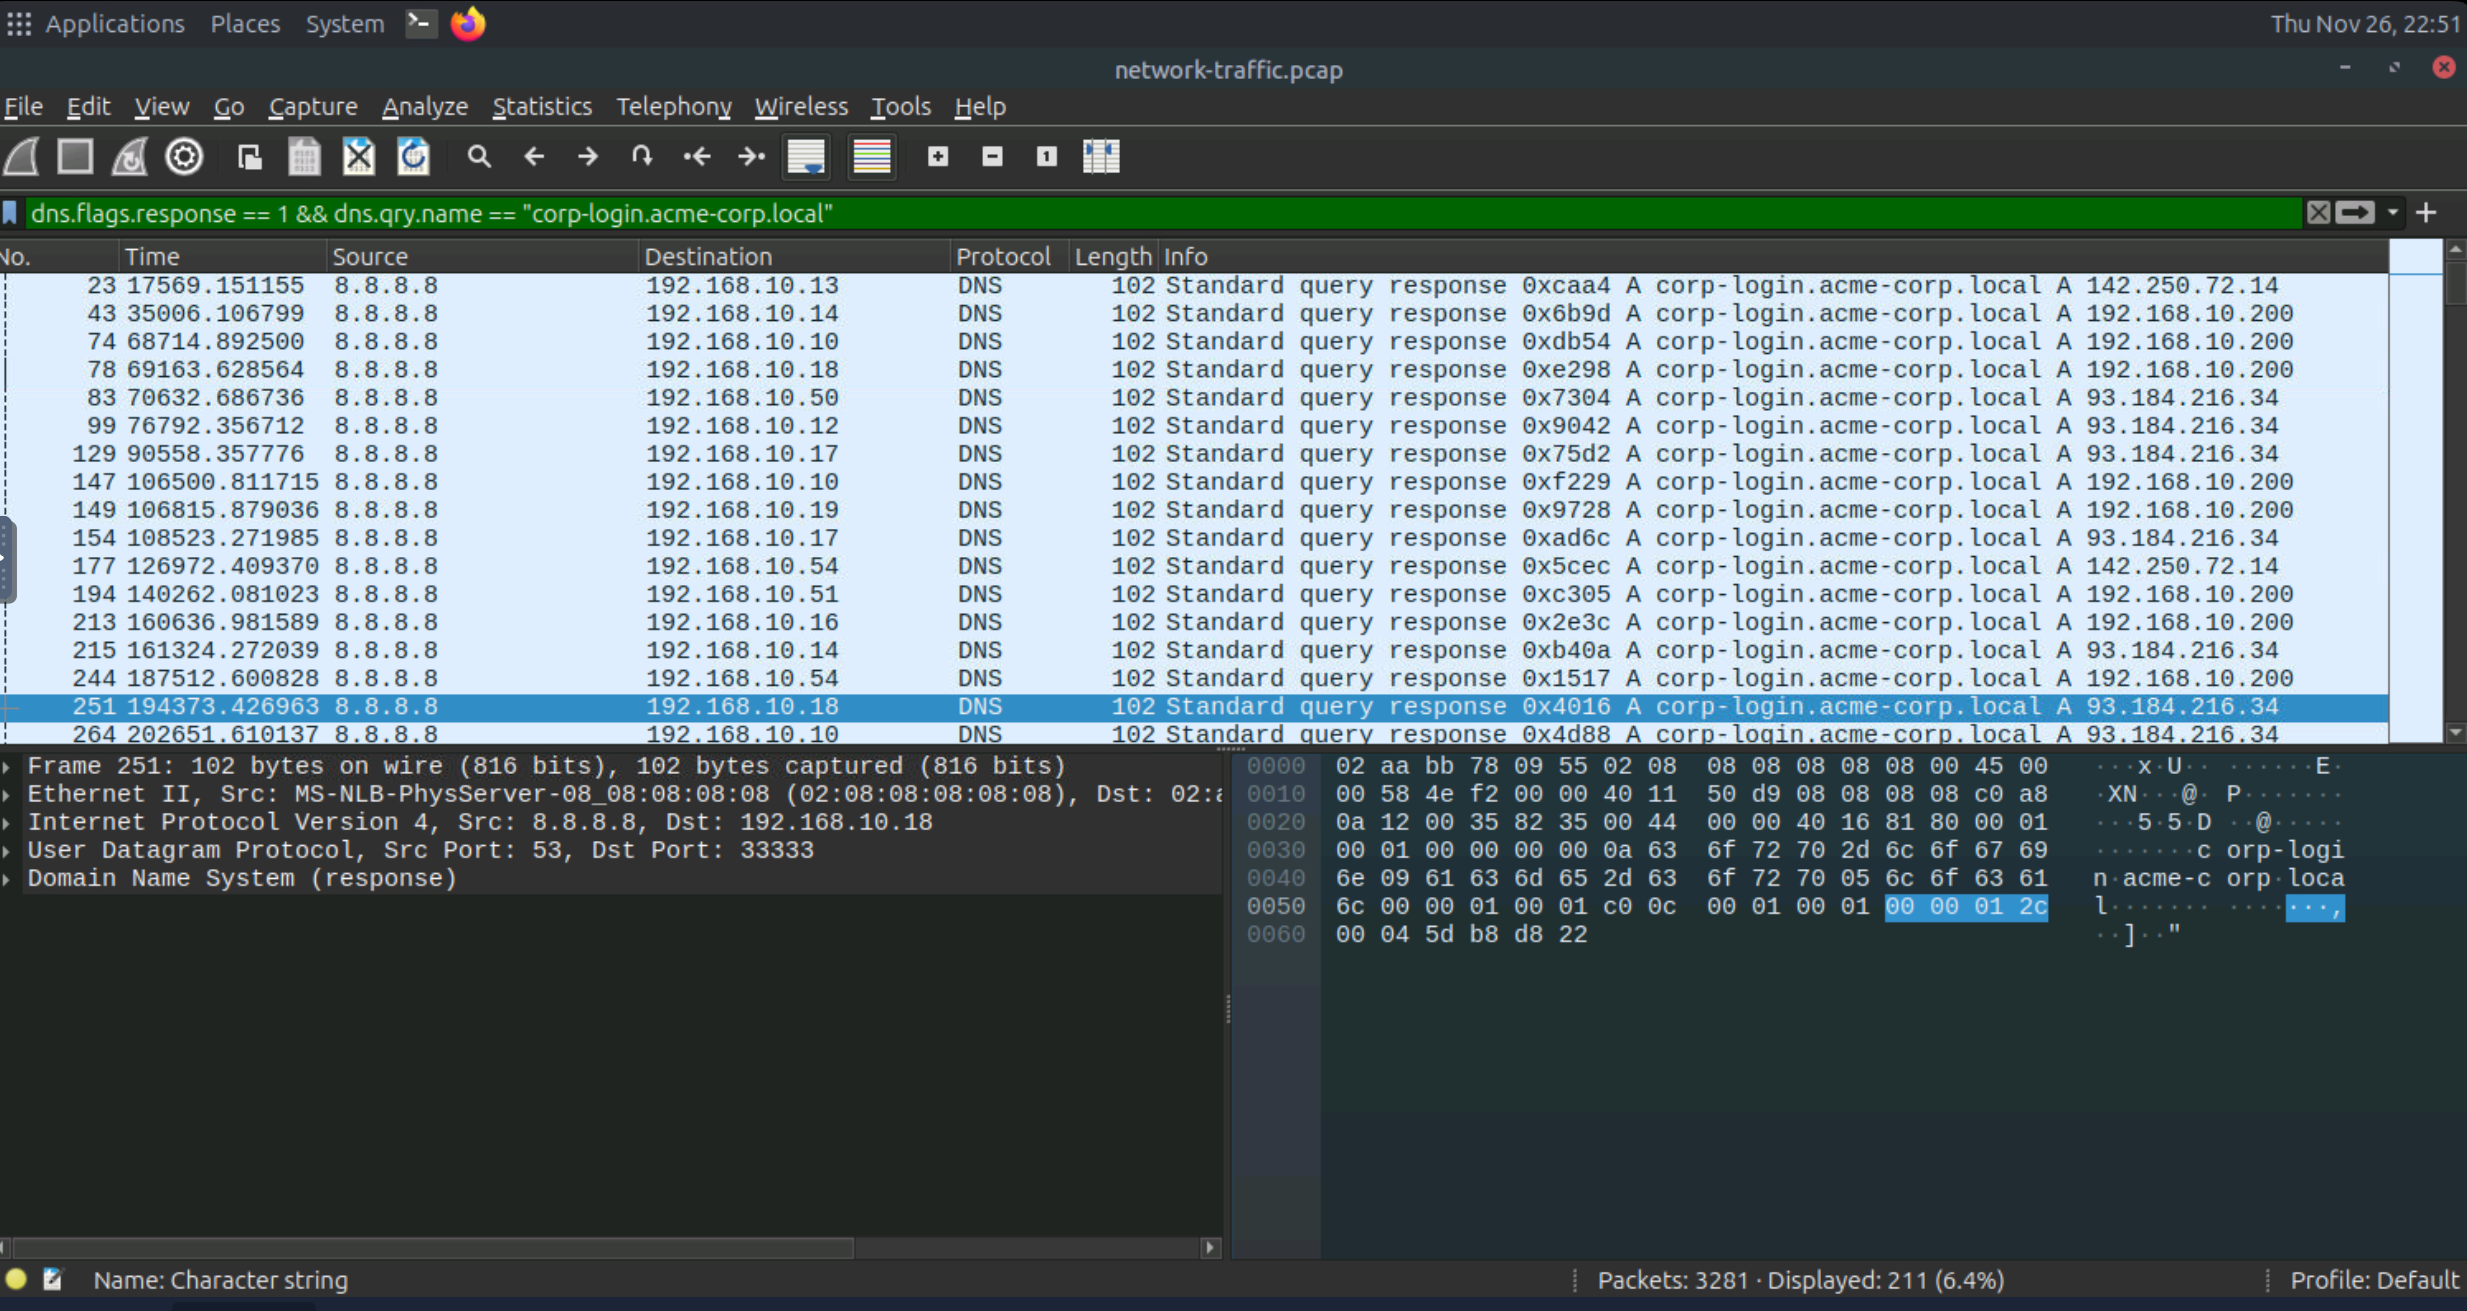 Applications Places System Thu Nov 26, 22:51
network-traffic.pcap
File Edit View Go Capture Analyze Statistics Telephony Wireless Tools Help
dns.flags.response == 1 && dns.qry.name == "corp-login.acme-corp.local"
No. Time Source Destination Protocol Length Info
23 17569.151155 8.8.8.8 192.168.10.13 DNS 102 Standard query response 0xcaa4 A corp-login.acme-corp.local A 142.250.72.14
43 35006.106799 8.8.8.8 192.168.10.14 DNS 102 Standard query response 0x6b9d A corp-login.acme-corp.local A 192.168.10.200
74 68714.892500 8.8.8.8 192.168.10.10 DNS 102 Standard query response 0xdb54 A corp-login.acme-corp.local A 192.168.10.200
78 69163.628564 8.8.8.8 192.168.10.18 DNS 102 Standard query response 0xe298 A corp-login.acme-corp.local A 192.168.10.200
83 70632.686736 8.8.8.8 192.168.10.50 DNS 102 Standard query response 0x7304 A corp-login.acme-corp.local A 93.184.216.34
99 76792.356712 8.8.8.8 192.168.10.12 DNS 102 Standard query response 0x9042 A corp-login.acme-corp.local A 93.184.216.34
129 90558.357776 8.8.8.8 192.168.10.17 DNS 102 Standard query response 0x75d2 A corp-login.acme-corp.local A 93.184.216.34
147 106500.811715 8.8.8.8 192.168.10.10 DNS 102 Standard query response 0xf229 A corp-login.acme-corp.local A 192.168.10.200
149 106815.879036 8.8.8.8 192.168.10.19 DNS 102 Standard query response 0x9728 A corp-login.acme-corp.local A 192.168.10.200
154 108523.271985 8.8.8.8 192.168.10.17 DNS 102 Standard query response 0xad6c A corp-login.acme-corp.local A 93.184.216.34
177 126972.409370 8.8.8.8 192.168.10.54 DNS 102 Standard query response 0x5cec A corp-login.acme-corp.local A 142.250.72.14
194 140262.081023 8.8.8.8 192.168.10.51 DNS 102 Standard query response 0xc305 A corp-login.acme-corp.local A 192.168.10.200
213 160636.981589 8.8.8.8 192.168.10.16 DNS 102 Standard query response 0x2e3c A corp-login.acme-corp.local A 192.168.10.200
215 161324.272039 8.8.8.8 192.168.10.14 DNS 102 Standard query response 0xb40a A corp-login.acme-corp.local A 93.184.216.34
244 187512.600828 8.8.8.8 192.168.10.54 DNS 102 Standard query response 0x1517 A corp-login.acme-corp.local A 192.168.10.200
251 194373.426963 8.8.8.8 192.168.10.18 DNS 102 Standard query response 0x4016 A corp-login.acme-corp.local A 93.184.216.34
264 202651.610137 8.8.8.8 192.168.10.10 DNS 102 Standard query response 0x4d88 A corp-login.acme-corp.local A 93.184.216.34
Frame 251: 102 bytes on wire (816 bits), 102 bytes captured (816 bits)
Ethernet II, Src: MS-NLB-PhysServer-08_08:08:08:08 (02:08:08:08:08:08), Dst: 02:a
Internet Protocol Version 4, Src: 8.8.8.8, Dst: 192.168.10.18
User Datagram Protocol, Src Port: 53, Dst Port: 33333
Domain Name System (response)
0000 02 aa bb 78 09 55 02 08 08 08 08 08 08 00 45 00 ···x·U·· ······E·
0010 00 58 4e f2 00 00 40 11 50 d9 08 08 08 08 c0 a8 ·XN···@· P·······
0020 0a 12 00 35 82 35 00 44 00 00 40 16 81 80 00 01 ···5·5·D ··@·····
0030 00 01 00 00 00 00 0a 63 6f 72 70 2d 6c 6f 67 69 ·······c orp-logi
0040 6e 09 61 63 6d 65 2d 63 6f 72 70 05 6c 6f 63 61 n·acme-c orp·loca
0050 6c 00 00 01 00 01 c0 0c 00 01 00 01 00 00 01 2c l······· ·······,
0060 00 04 5d b8 d8 22 ··]··"
Name: Character string Packets: 3281 · Displayed: 211 (6.4%) Profile: Default